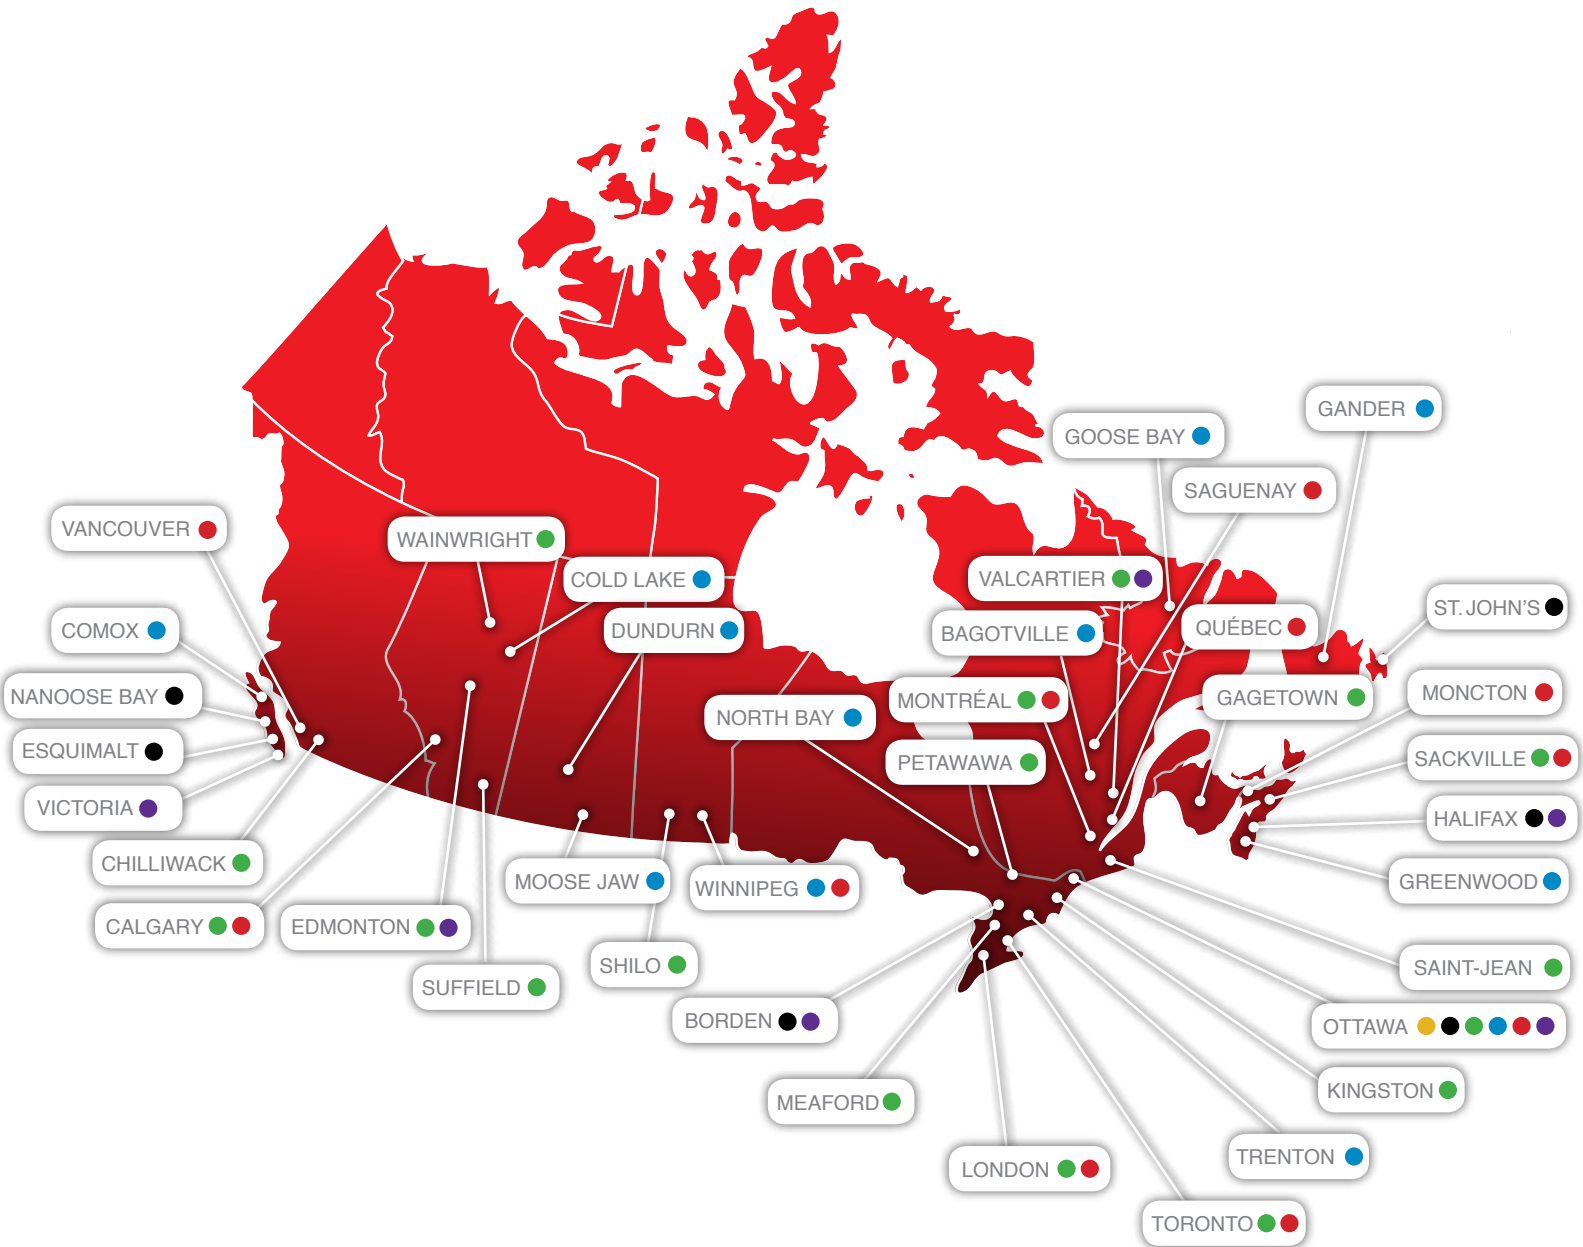 GANDER
GOOSE BAY
SAGUENAY
VANCOUVER
WAINWRIGHT
COLD LAKE
VALCARTIER
ST. JOHN'S
COMOX
DUNDURN
BAGOTVILLE
QUÉBEC
NANOOSE BAY
MONTRÉAL
GAGETOWN
MONCTON
NORTH BAY
ESQUIMALT
PETAWAWA
SACKVILLE
VICTORIA
HALIFAX
CHILLIWACK
MOOSE JAW
WINNIPEG
GREENWOOD
CALGARY
EDMONTON
SHILO
SAINT-JEAN
SUFFIELD
BORDEN
OTTAWA
MEAFORD
KINGSTON
LONDON
TRENTON
TORONTO